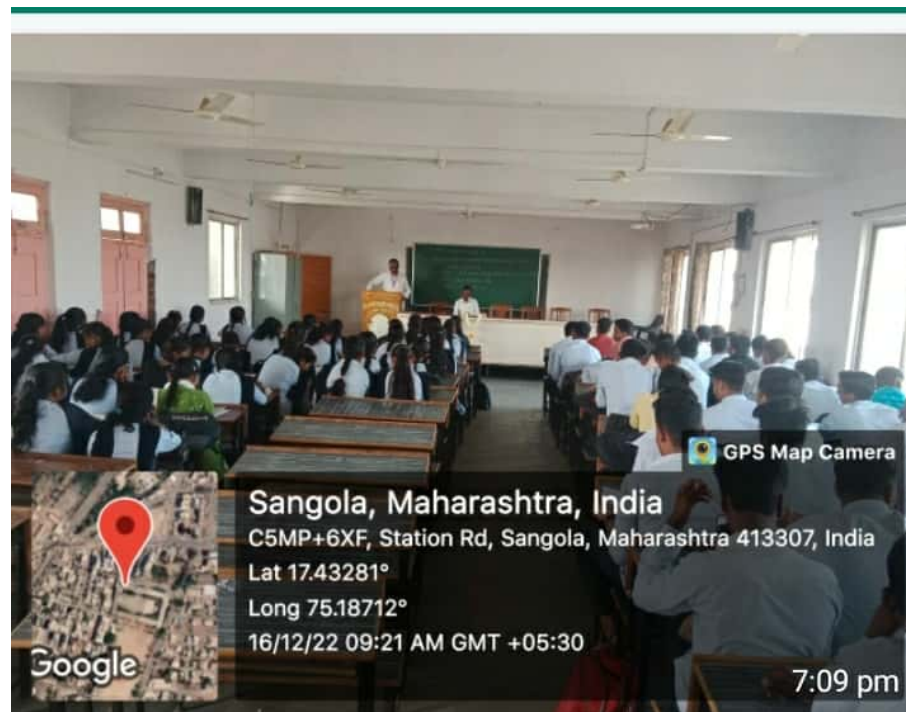 GPS Map Camera
Sangola, Maharashtra, India
C5MP+6XF, Station Rd, Sangola, Maharashtra 413307, India
Lat 17.43281°
Long 75.18712°
16/12/22 09:21 AM GMT +05:30
Google
7:09 pm